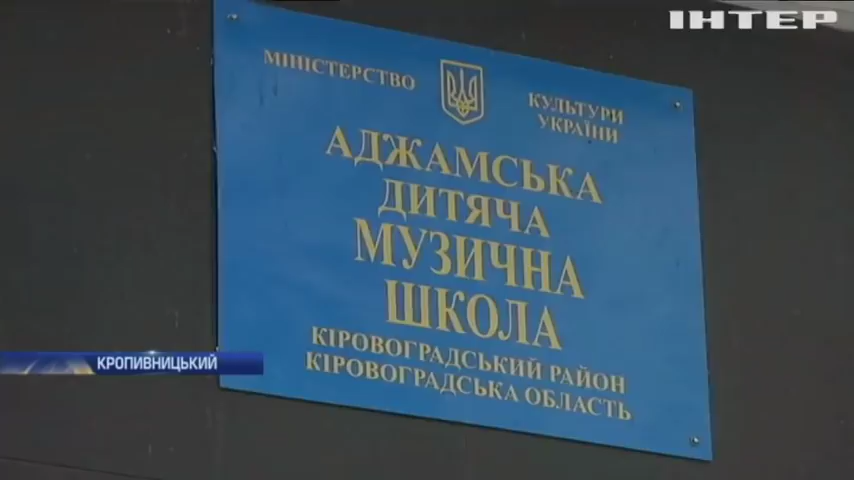 ІНТЕР
МІНІСТЕРСТВО
КУЛЬТУРИ
УКРАЇНИ
АДЖАМСЬКА
ДИТЯЧА
МУЗИЧНА
ШКОЛА
КІРОВОГРАДСЬКИЙ РАЙОН
КІРОВОГРАДСЬКА ОБЛАСТЬ
КРОПИВНИЦЬКИЙ